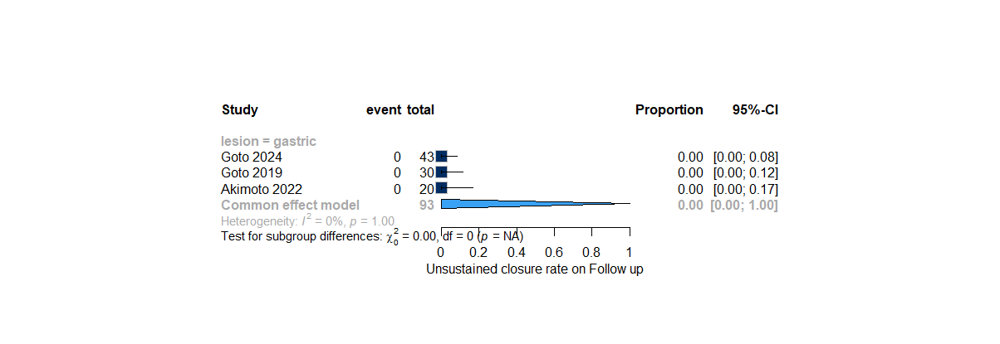 Study event total Proportion 95%-CI
lesion = gastric
Goto 2024 0 43 0.00 [0.00; 0.08]
Goto 2019 0 30 0.00 [0.00; 0.12]
Akimoto 2022 0 20 0.00 [0.00; 0.17]
Common effect model 93 0.00 [0.00; 1.00]
Heterogeneity: I² = 0%, p = 1.00
Test for subgroup differences: χ²₀ = 0.00, df = 0 (p = NA)
0 0.2 0.4 0.6 0.8 1
Unsustained closure rate on Follow up